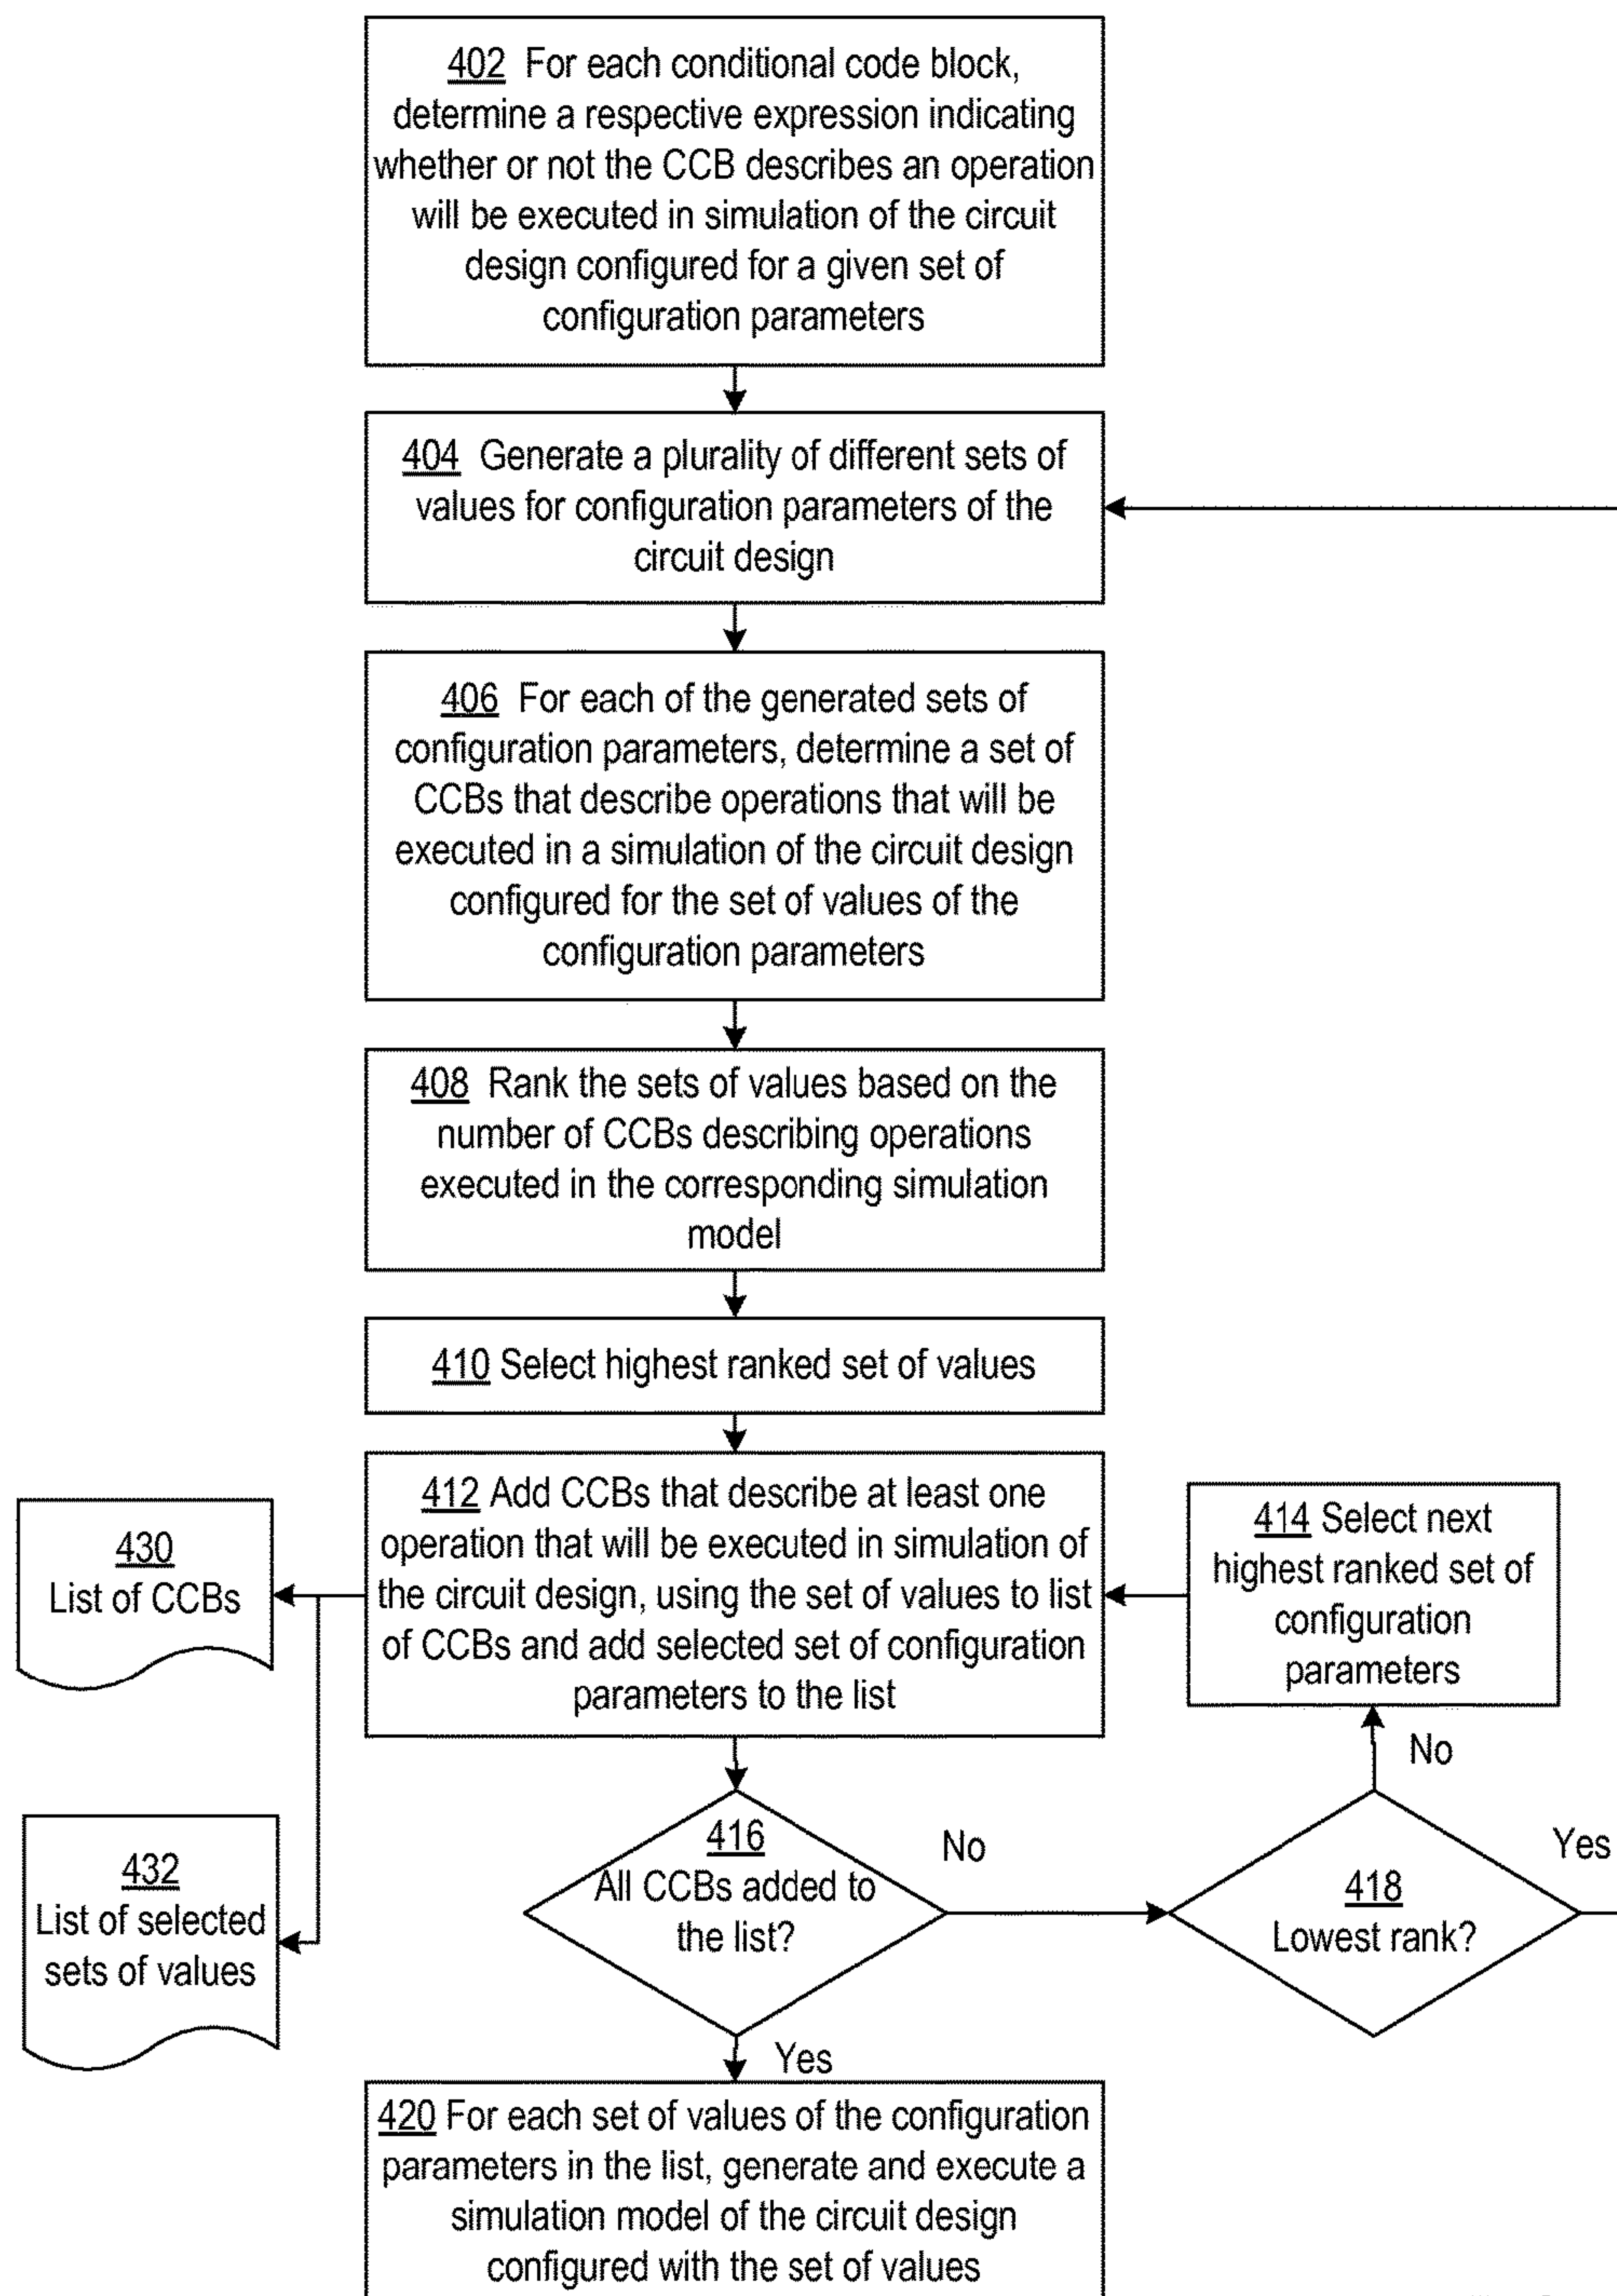 402 For each conditional code block,
determine a respective expression indicating
whether or not the CCB describes an operation
will be executed in simulation of the circuit
design configured for a given set of
configuration parameters
404 Generate a plurality of different sets of
values for configuration parameters of the
circuit design
406 For each of the generated sets of
configuration parameters, determine a set of
CCBs that describe operations that will be
executed in a simulation of the circuit design
configured for the set of values of the
configuration parameters
408 Rank the sets of values based on the
number of CCBs describing operations
executed in the corresponding simulation
model
410 Select highest ranked set of values
412 Add CCBs that describe at least one
operation that will be executed in simulation of
the circuit design, using the set of values to list
of CCBs and add selected set of configuration
parameters to the list
414 Select next
highest ranked set of
configuration
parameters
430
List of CCBs
No
432
List of selected
sets of values
416
All CCBs added to
the list?
No
418
Lowest rank?
Yes
Yes
420 For each set of values of the configuration
parameters in the list, generate and execute a
simulation model of the circuit design
configured with the set of values